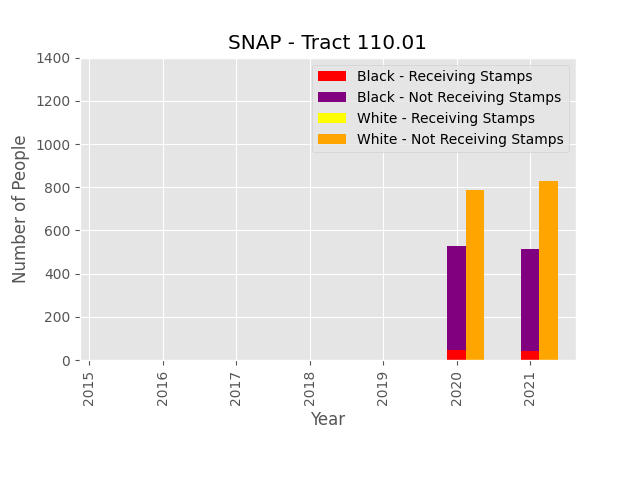 SNAP - Tract 110.01
1400
1200
1000
800
600
400
200
0
Number of People
Black - Receiving Stamps
Black - Not Receiving Stamps
White - Receiving Stamps
White - Not Receiving Stamps
2015
2016
2017
2018
2019
2020
2021
Year